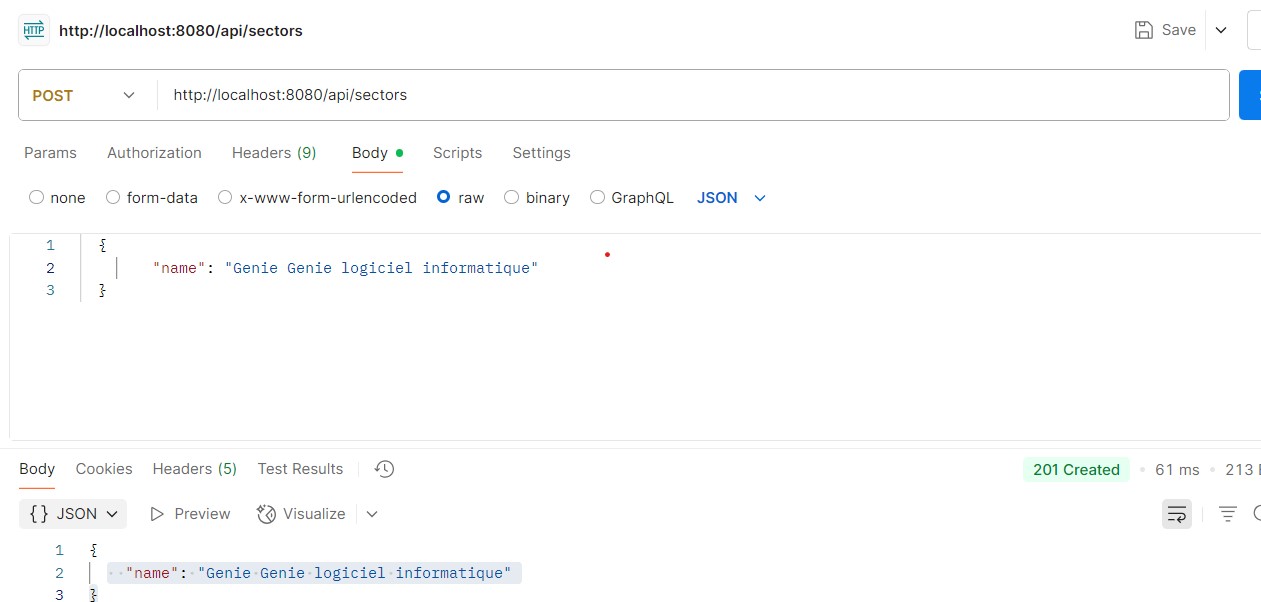 HTTP http://localhost:8080/api/sectors Save
POST http://localhost:8080/api/sectors
Params Authorization Headers (9) Body Scripts Settings
none form-data x-www-form-urlencoded raw binary GraphQL JSON
1 {
2 "name": "Genie Genie logiciel informatique"
3 }
Body Cookies Headers (5) Test Results 201 Created 61 ms 213
{} JSON Preview Visualize
1 {
2 "name": "Genie Genie logiciel informatique"
3 }